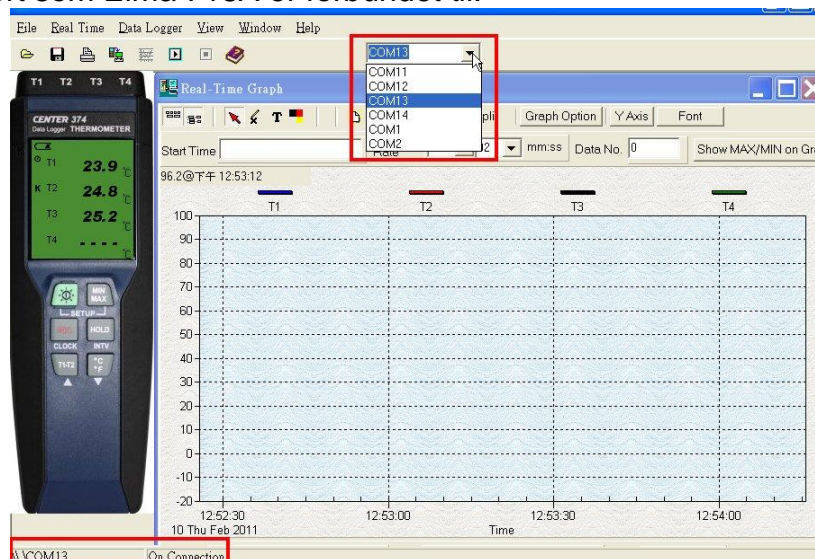 File Real Time Data Logger View Window Help
COM13
COM11
COM12
COM13
COM14
COM1
COM2
T1 T2 T3 T4
CENTER 374
Data Logger THERMOMETER
T1 23.9 °C
K T2 24.8 °C
T3 25.2 °C
T4 - - - - °C
MIN MAX
SETUP
REC HOLD
CLOCK INTV
T1-T2 °C °F
Real-Time Graph
T Graph Option Y Axis Font
Start Time Rate mm:ss Data No. 0 Show MAX/MIN on Gra
96.2@下午 12:53:12
T1 T2 T3 T4
100
90
80
70
60
50
40
30
20
10
0
-10
-20
12:52:30 12:53:00 12:53:30 12:54:00
10 Thu Feb 2011 Time
\COM13 On Connection